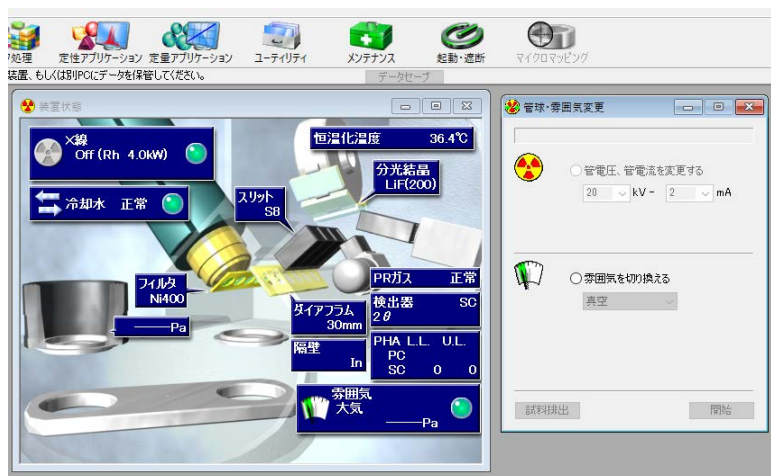 処理
定性アプリケーション
定量アプリケーション
ユーティリティ
メンテナンス
起動・遮断
マイクロマッピング
装置、もしくは別PCにデータを保管してください。
データセーブ
装置状態
X線
Off (Rh 4.0kW)
恒温化温度 36.4℃
冷却水 正常
分光結晶
LiF(200)
スリット
S8
フィルタ
Ni400
Pa
ダイアフラム
30mm
PRガス 正常
検出器 SC
2θ
隔壁
In
PHA L.L. U.L.
PC
SC 0 0
雰囲気
大気
Pa
管球・雰囲気変更
管電圧、管電流を変更する
20 kV - 2 mA
雰囲気を切り換える
真空
試料排出
開始